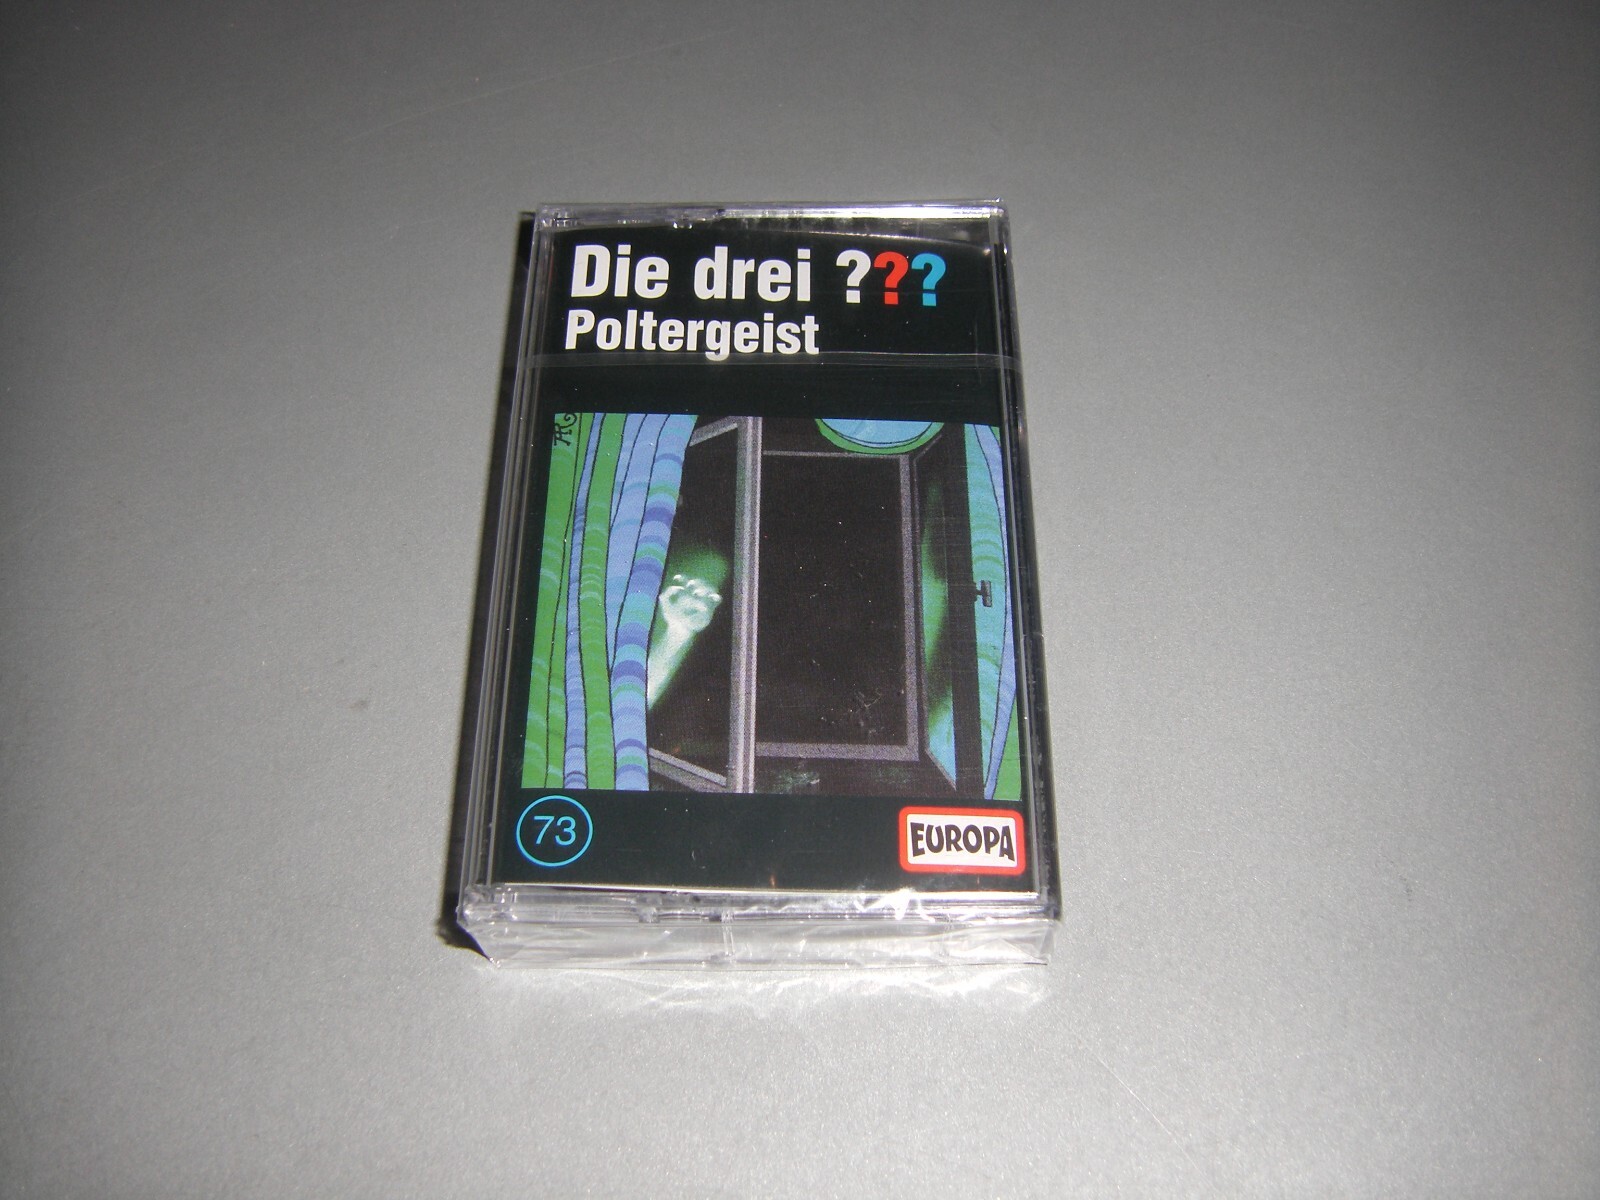 Die drei ???
Poltergeist
73
EUROPA